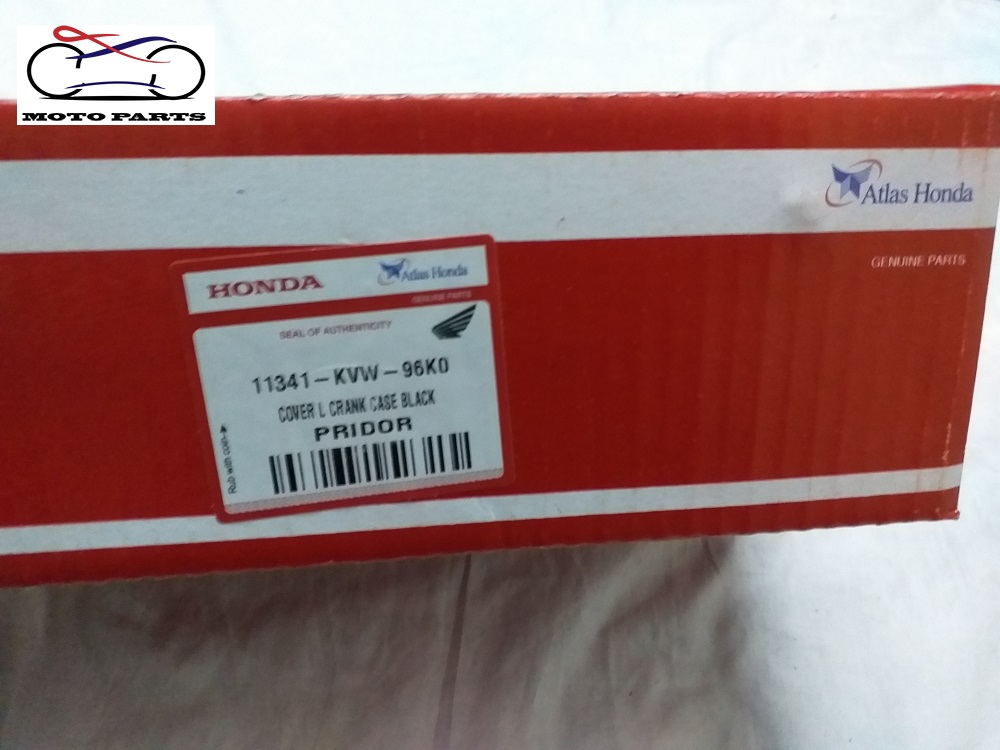 MOTO PARTS
Atlas Honda
GENUINE PARTS
HONDA
Atlas Honda
GENUINE PARTS
SEAL OF AUTHENTICITY
11341-KVW-96K0
COVER L CRANK CASE BLACK
PRIDOR
Rub with coin